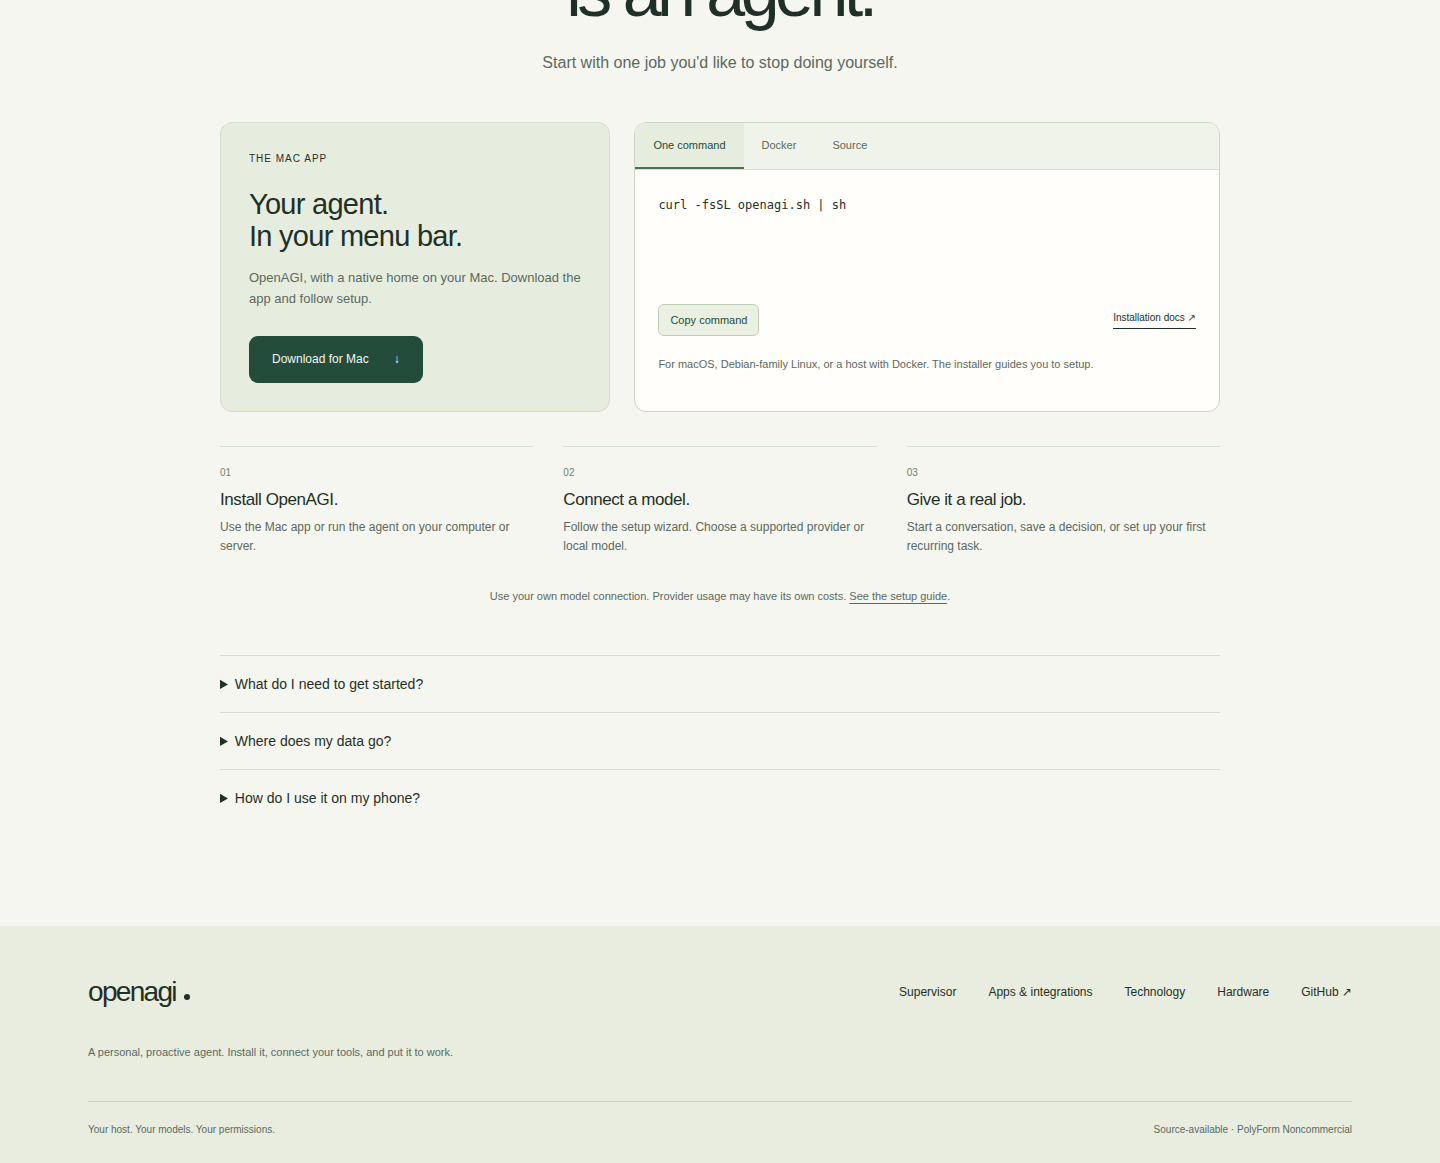 is an agent.
Start with one job you'd like to stop doing yourself.
THE MAC APP
Your agent.
In your menu bar.
OpenAGI, with a native home on your Mac. Download the
app and follow setup.
Download for Mac ↓
One command Docker Source
curl -fsSL openagi.sh | sh
Copy command
Installation docs ↗
For macOS, Debian-family Linux, or a host with Docker. The installer guides you to setup.
01
Install OpenAGI.
Use the Mac app or run the agent on your computer or
server.
02
Connect a model.
Follow the setup wizard. Choose a supported provider or
local model.
03
Give it a real job.
Start a conversation, save a decision, or set up your first
recurring task.
Use your own model connection. Provider usage may have its own costs. See the setup guide.
What do I need to get started?
Where does my data go?
How do I use it on my phone?
openagi
Supervisor Apps & integrations Technology Hardware GitHub ↗
A personal, proactive agent. Install it, connect your tools, and put it to work.
Your host. Your models. Your permissions.
Source-available · PolyForm Noncommercial